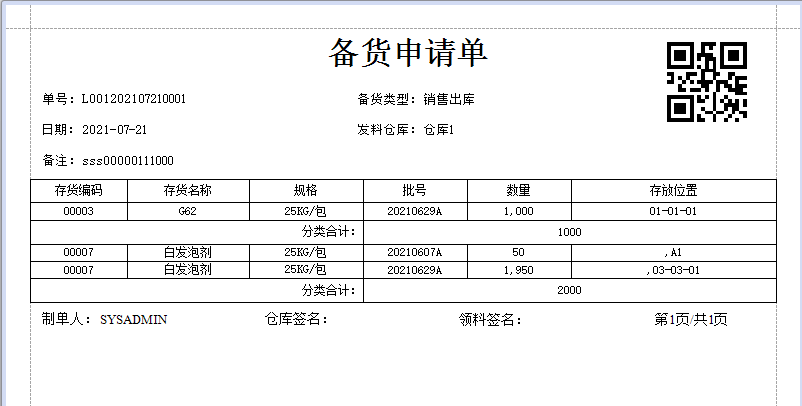 备货申请单
单号：L001202107210001 备货类型：销售出库
日期：2021-07-21 发料仓库：仓库1
备注：sss00000111000
存货编码 存货名称 规格 批号 数量 存放位置
00003 G62 25KG/包 20210629A 1,000 01-01-01
分类合计： 1000
00007 白发泡剂 25KG/包 20210607A 50 ,A1
00007 白发泡剂 25KG/包 20210629A 1,950 ,03-03-01
分类合计： 2000
制单人：SYSADMIN 仓库签名： 领料签名： 第1页/共1页